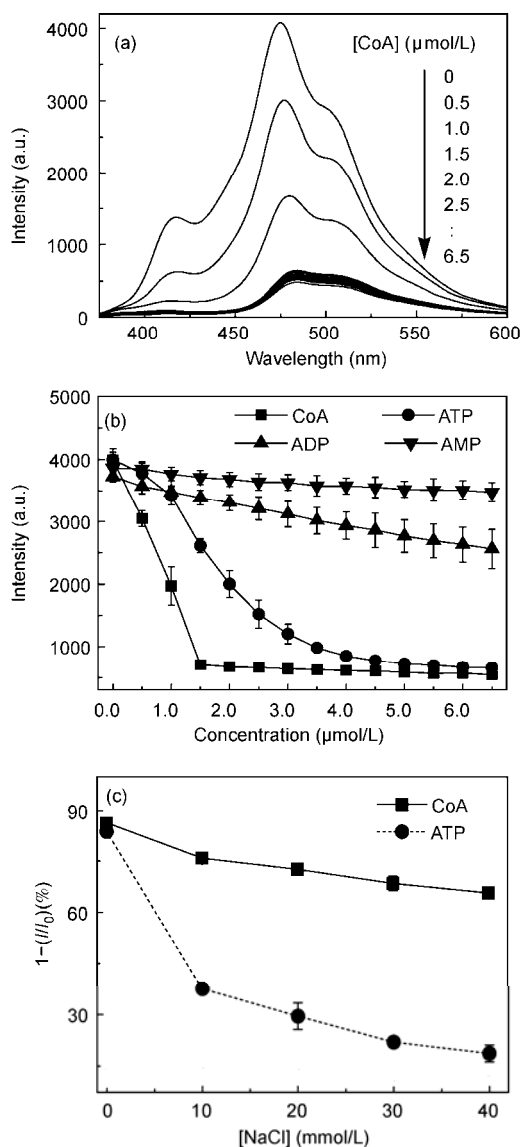 (a)
[CoA] (μmol/L)
0
0.5
1.0
1.5
2.0
2.5
:
6.5
4000
3000
2000
1000
0
Intensity (a.u.)
400 450 500 550 600
Wavelength (nm)
(b)
CoA ATP
ADP AMP
5000
4000
3000
2000
1000
Intensity (a.u.)
0.0 1.0 2.0 3.0 4.0 5.0 6.0
Concentration (μmol/L)
(c)
CoA
ATP
90
60
30
1−(I/I0)(%)
0 10 20 30 40
[NaCl] (mmol/L)